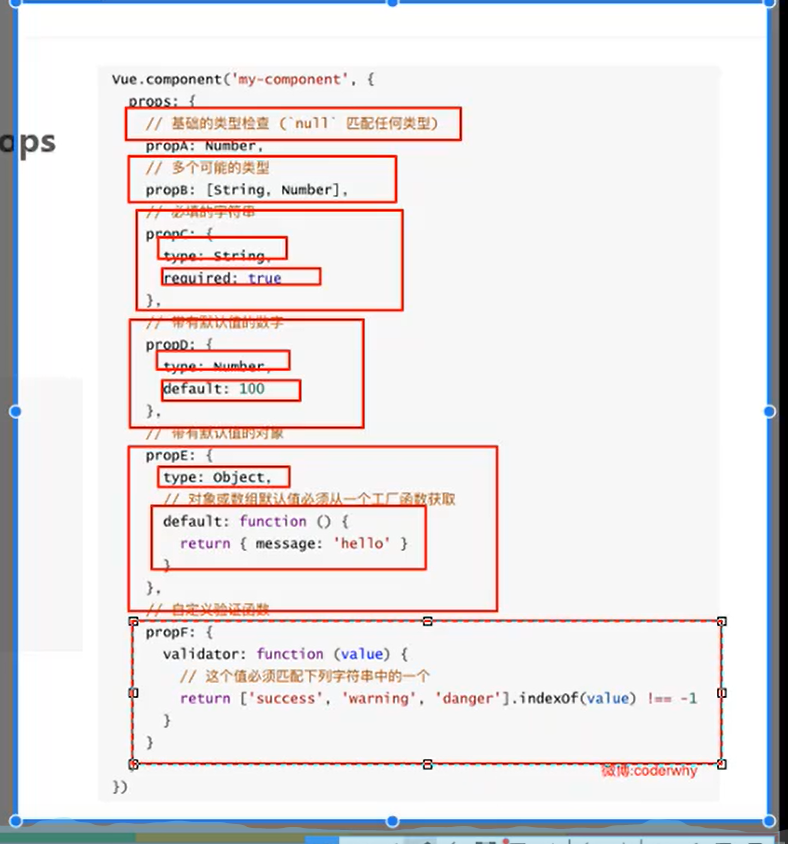 Vue.component('my-component', {
props: {
// 基础的类型检查 (`null` 匹配任何类型)
ops
propA: Number,
// 多个可能的类型
propB: [String, Number],
// 必填的字符串
propC: {
type: String,
required: true
},
// 带有默认值的数字
propD: {
type: Number,
default: 100
},
// 带有默认值的对象
propE: {
type: Object,
// 对象或数组默认值必须从一个工厂函数获取
default: function () {
return { message: 'hello' }
}
},
// 自定义验证函数
propF: {
validator: function (value) {
// 这个值必须匹配下列字符串中的一个
return ['success', 'warning', 'danger'].indexOf(value) !== -1
}
}
微博:coderwhy
})